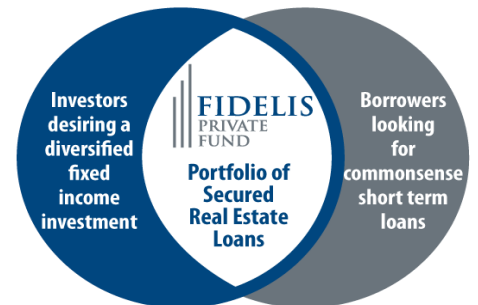 Investors
desiring a
diversified
fixed
income
investment
FIDELIS
PRIVATE
FUND
Portfolio of
Secured
Real Estate
Loans
Borrowers
looking
for
commonsense
short term
loans